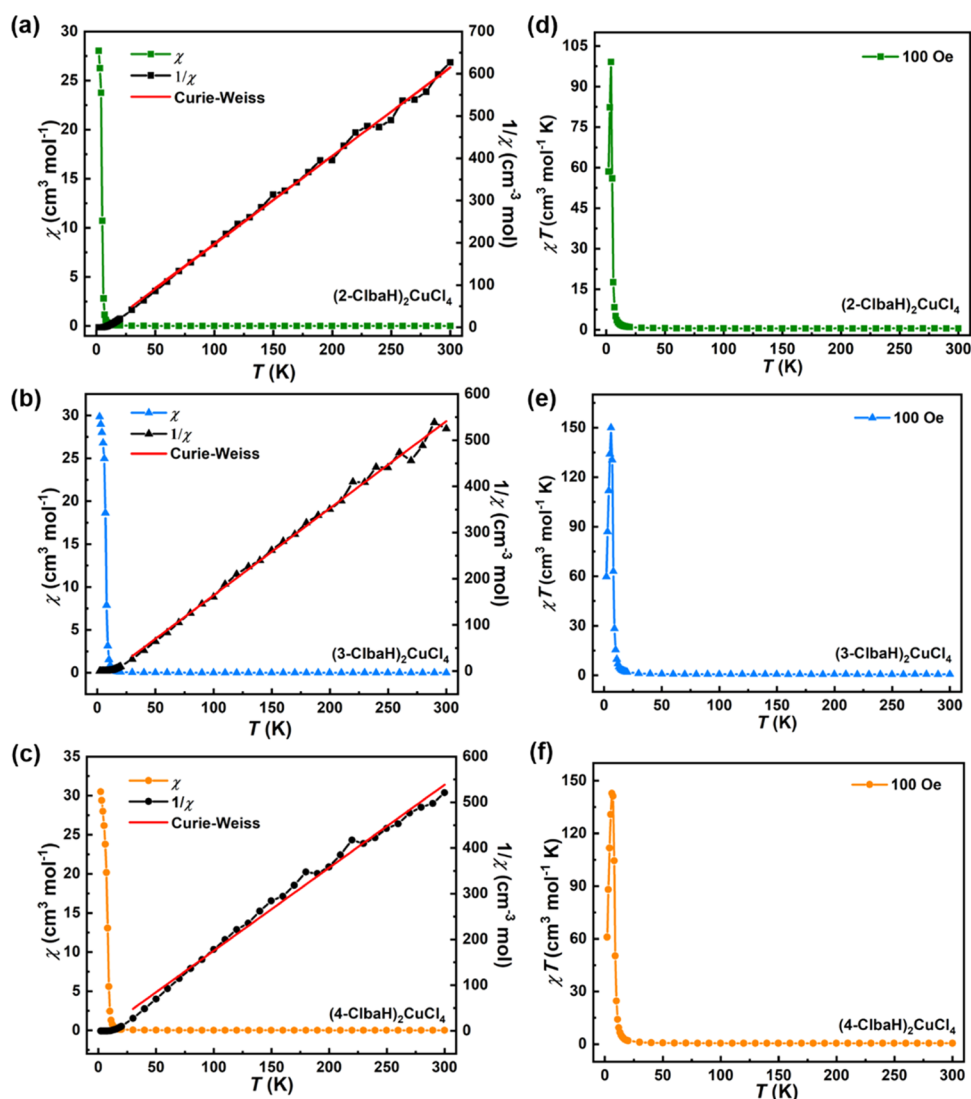 (a)
30
25
20
15
10
5
0
χ (cm³ mol⁻¹)
χ
1/χ
Curie-Weiss
700
600
500
400
300
200
100
0
1/χ (cm⁻³ mol)
(2-ClbaH)₂CuCl₄
0 50 100 150 200 250 300
T (K)
(d)
105
90
75
60
45
30
15
0
χT (cm³ mol⁻¹ K)
100 Oe
(2-ClbaH)₂CuCl₄
0 50 100 150 200 250 300
T (K)
(b)
30
25
20
15
10
5
0
χ (cm³ mol⁻¹)
χ
1/χ
Curie-Weiss
600
500
400
300
200
100
0
1/χ (cm⁻³ mol)
(3-ClbaH)₂CuCl₄
0 50 100 150 200 250 300
T (K)
(e)
150
120
90
60
30
0
χT (cm³ mol⁻¹ K)
100 Oe
(3-ClbaH)₂CuCl₄
0 50 100 150 200 250 300
T (K)
(c)
35
30
25
20
15
10
5
0
χ (cm³ mol⁻¹)
χ
1/χ
Curie-Weiss
600
500
400
300
200
100
0
1/χ (cm⁻³ mol)
(4-ClbaH)₂CuCl₄
0 50 100 150 200 250 300
T (K)
(f)
150
120
90
60
30
0
χT (cm³ mol⁻¹ K)
100 Oe
(4-ClbaH)₂CuCl₄
0 50 100 150 200 250 300
T (K)